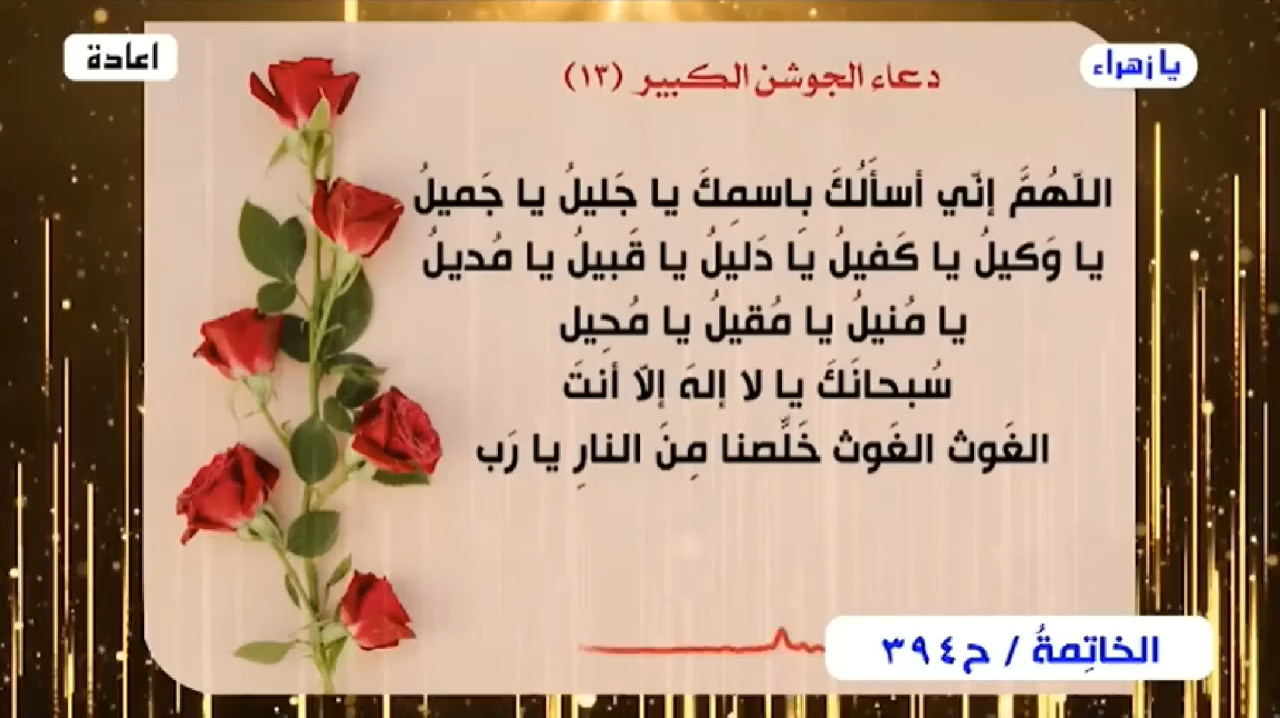 يا زهراء
اعادة
دعاء الجوشن الكبير (١٣)
اللّهُمَّ إنّي أسأَلُكَ بِاسمِكَ يا جَليلُ يا جَميلُ
يا وَكيلُ يا كَفيلُ يا دَليلُ يا قَبيلُ يا مُديلُ
يا مُنيلُ يا مُقيلُ يا مُحِيل
سُبحانَكَ يا لا إلهَ إلاّ أنتَ
الغَوث الغَوث خَلِّصنا مِنَ النارِ يا رَب
الخاتِمةُ / ح٣٩٤